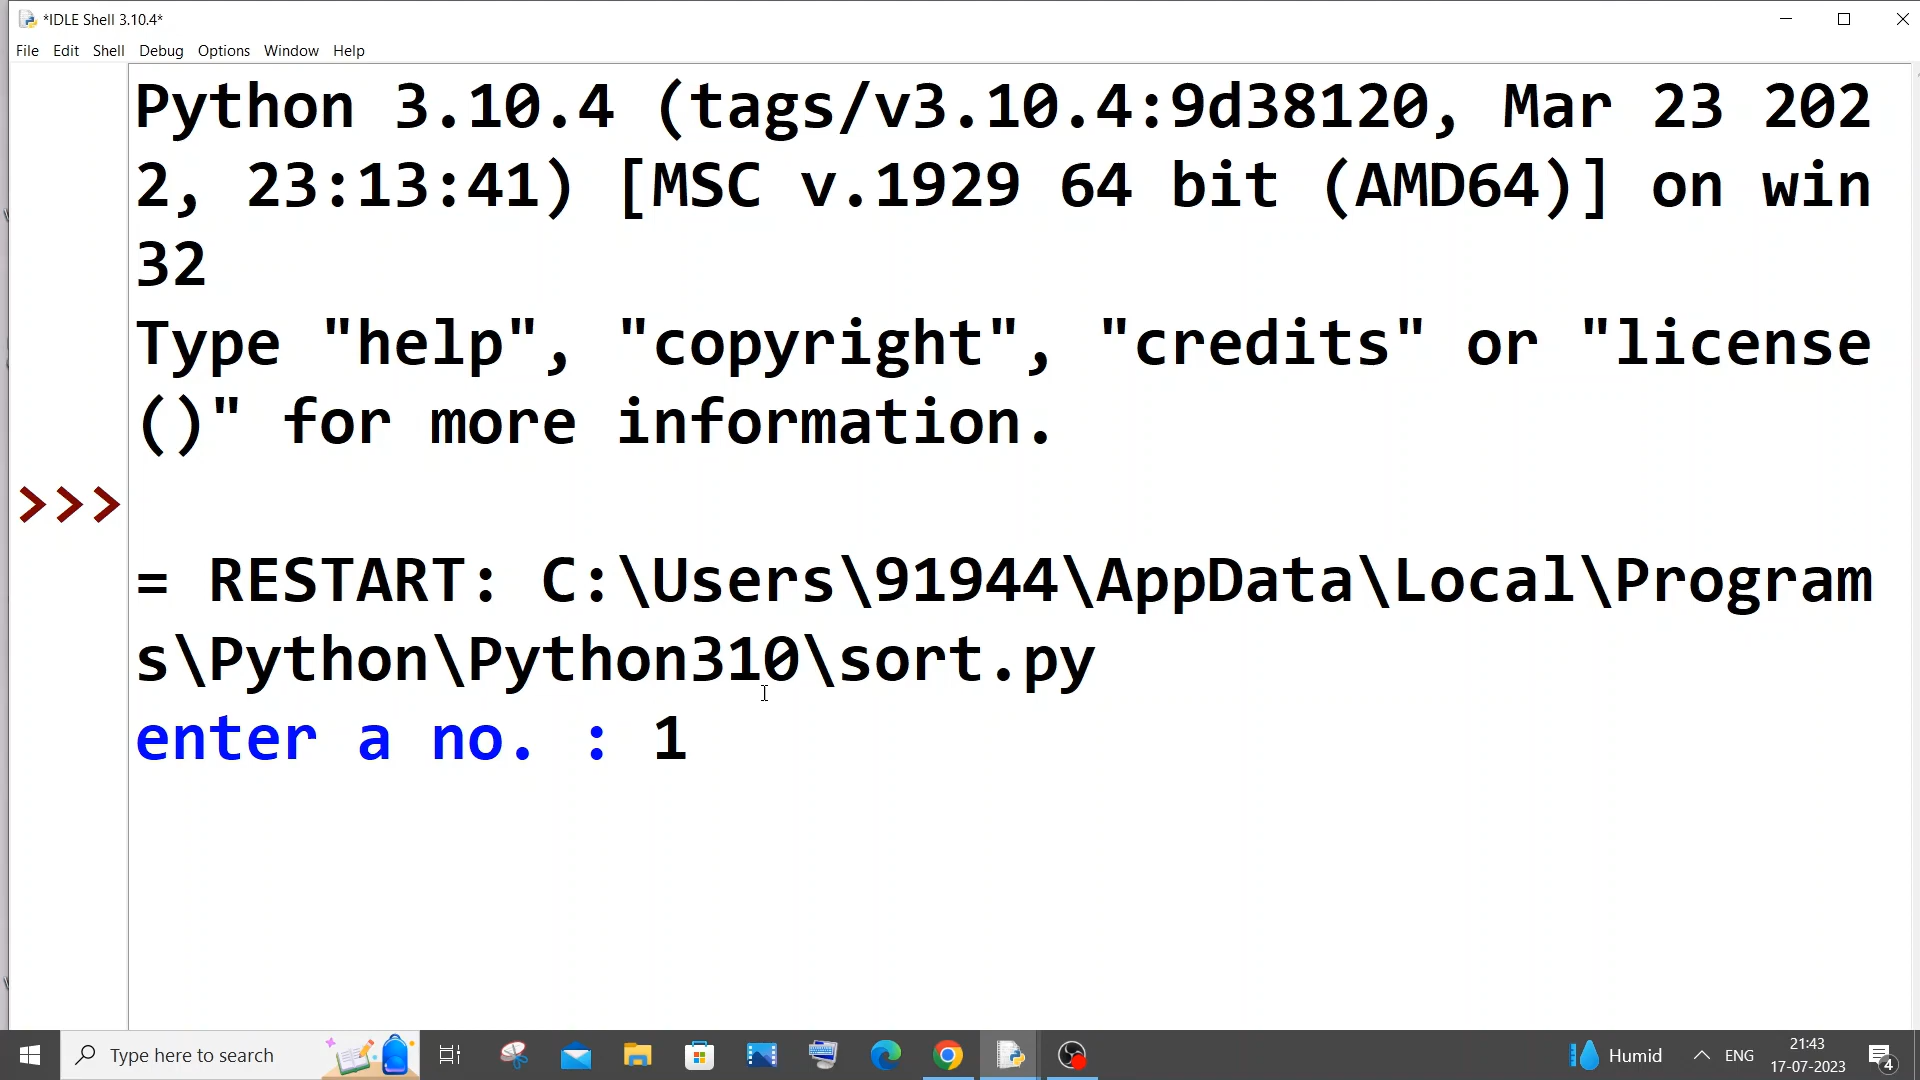 *IDLE Shell 3.10.4*
File Edit Shell Debug Options Window Help
Python 3.10.4 (tags/v3.10.4:9d38120, Mar 23 202
2, 23:13:41) [MSC v.1929 64 bit (AMD64)] on win
32
Type "help", "copyright", "credits" or "license
()" for more information.
>>>
= RESTART: C:\Users\91944\AppData\Local\Program
s\Python\Python310\sort.py
enter a no. : 1
Type here to search
Humid
ENG
21:43
17-07-2023
4